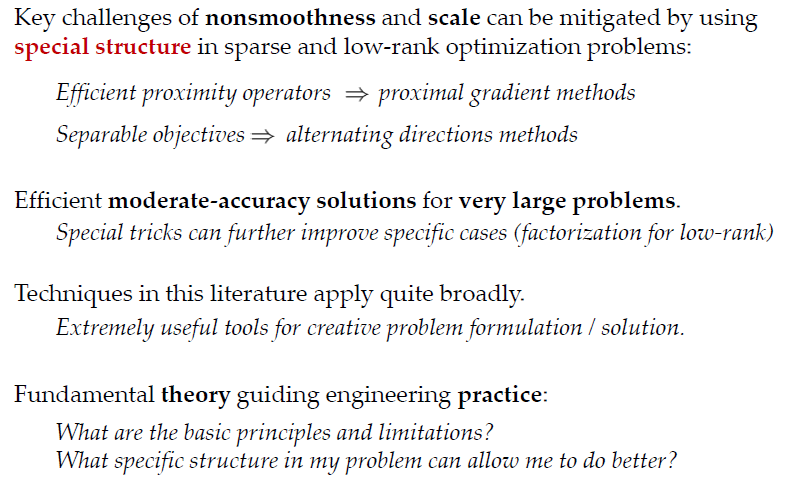 Key challenges of nonsmoothness and scale can be mitigated by using
special structure in sparse and low-rank optimization problems:
Efficient proximity operators ⇒ proximal gradient methods
Separable objectives ⇒ alternating directions methods
Efficient moderate-accuracy solutions for very large problems.
Special tricks can further improve specific cases (factorization for low-rank)
Techniques in this literature apply quite broadly.
Extremely useful tools for creative problem formulation / solution.
Fundamental theory guiding engineering practice:
What are the basic principles and limitations?
What specific structure in my problem can allow me to do better?